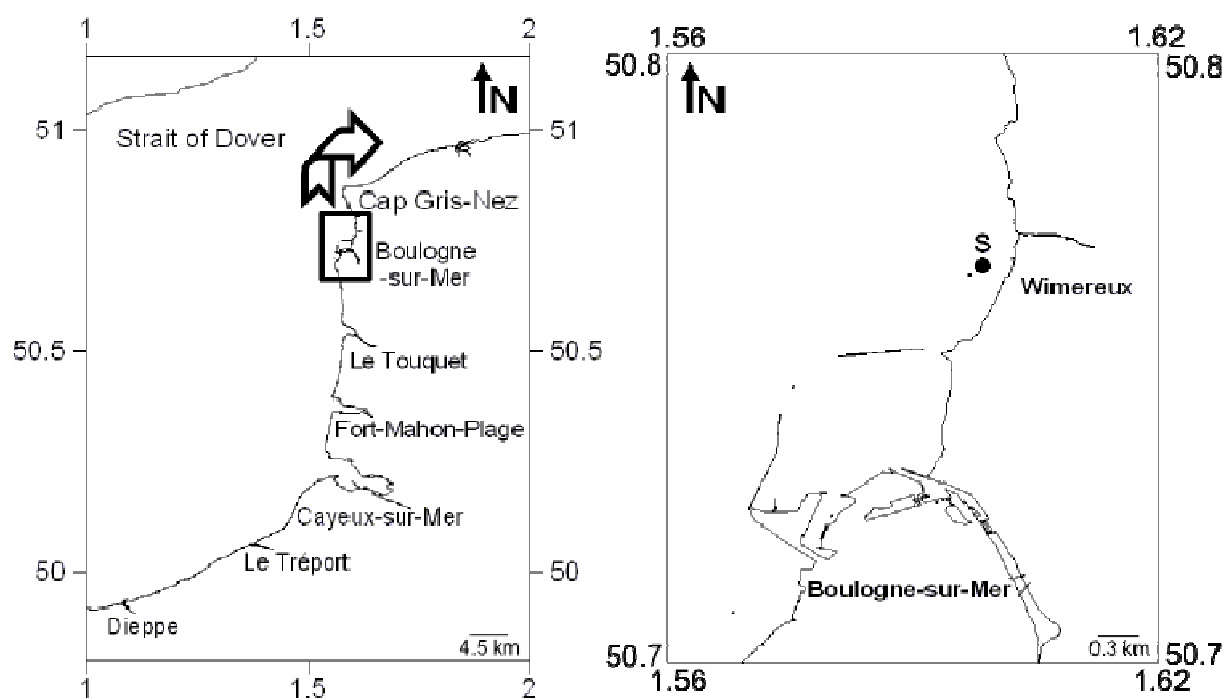 1 1.5 2
N
51 51
Strait of Dover
Cap Gris-Nez
Boulogne
-sur-Mer
50.5 50.5
Le Touquet
Fort-Mahon-Plage
Cayeux-sur-Mer
Le Tréport
50 50
Dieppe
4.5 km
1 1.5 2
1.56 1.62
50.8 50.8
N
S
Wimereux
Boulogne-sur-Mer
0.3 km
50.7 50.7
1.56 1.62